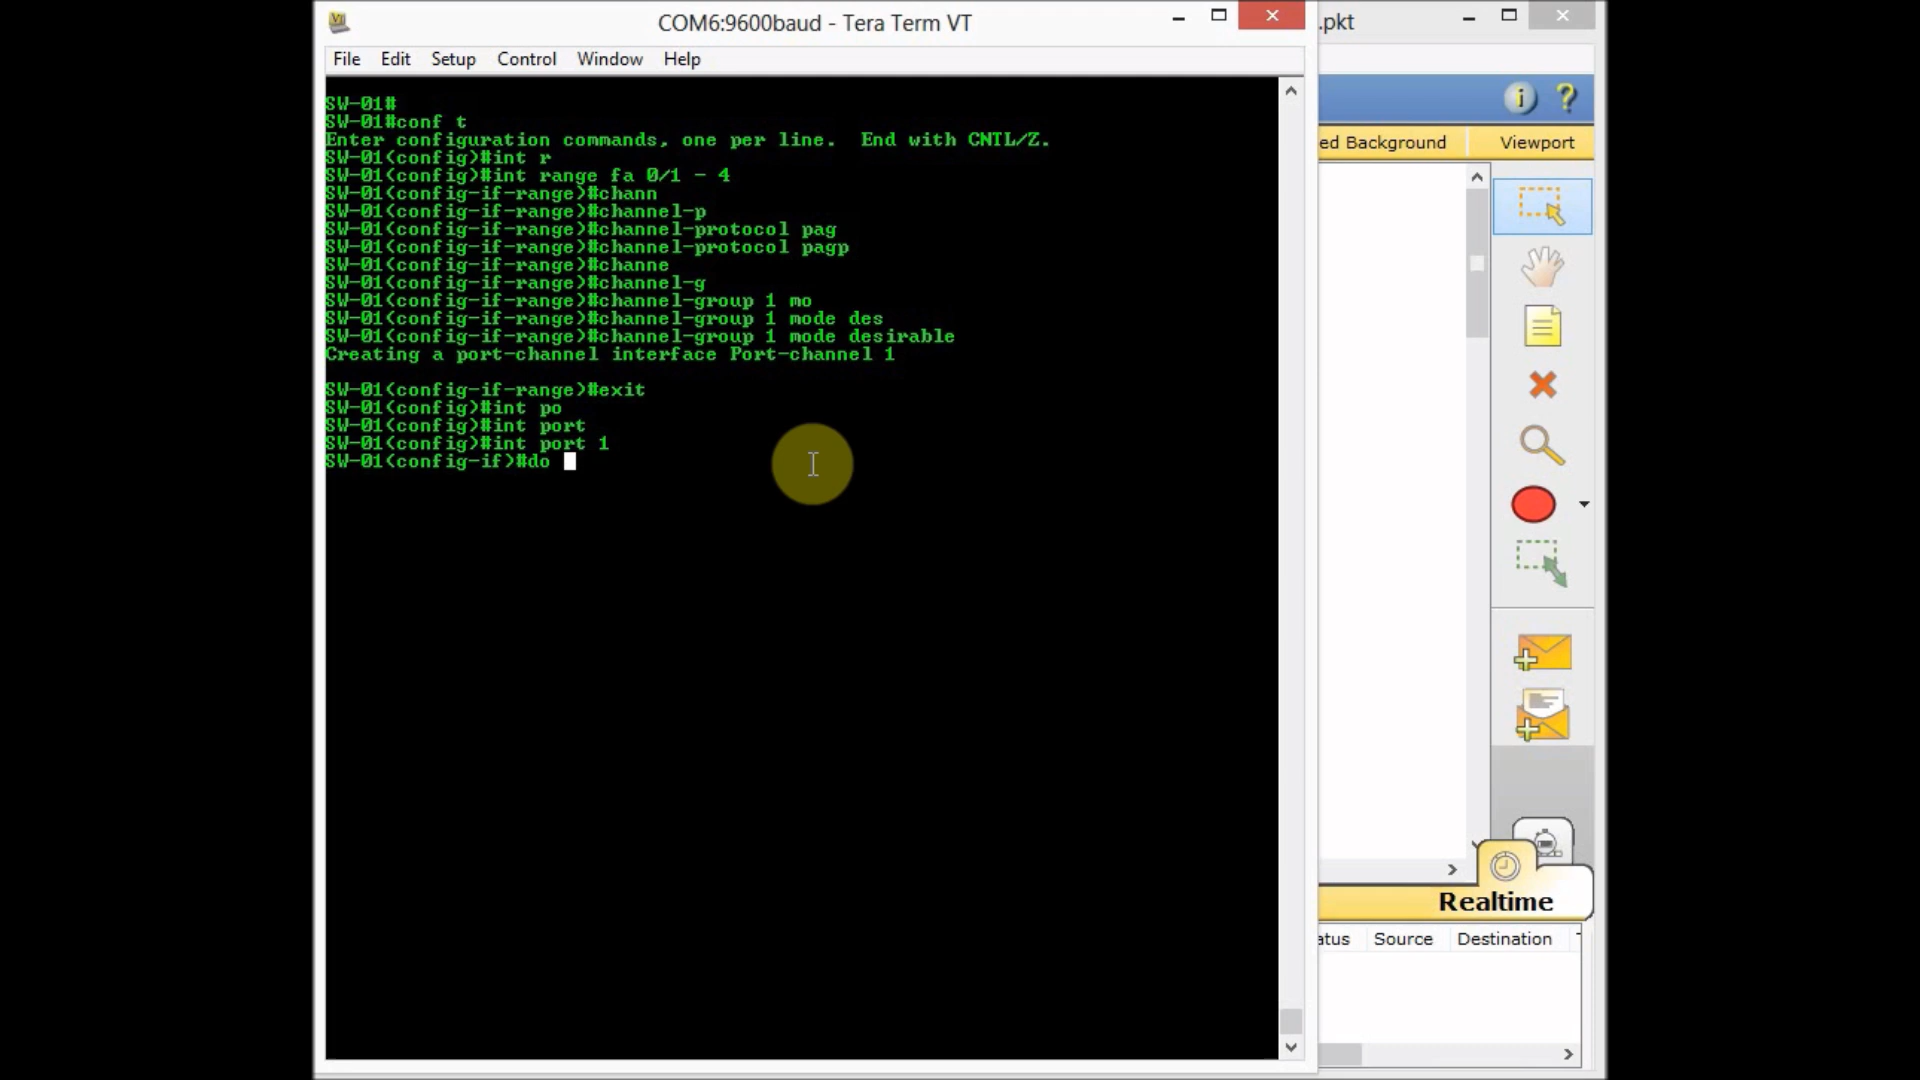 COM6:9600baud - Tera Term VT
.pkt
File Edit Setup Control Window Help
SW-01#
SW-01#conf t
Enter configuration commands, one per line.  End with CNTL/Z.
SW-01(config)#int r
SW-01(config)#int range fa 0/1 - 4
SW-01(config-if-range)#chann
SW-01(config-if-range)#channel-p
SW-01(config-if-range)#channel-protocol pag
SW-01(config-if-range)#channel-protocol pagp
SW-01(config-if-range)#channe
SW-01(config-if-range)#channel-g
SW-01(config-if-range)#channel-group 1 mo
SW-01(config-if-range)#channel-group 1 mode des
SW-01(config-if-range)#channel-group 1 mode desirable
Creating a port-channel interface Port-channel 1
SW-01(config-if-range)#exit
SW-01(config)#int po
SW-01(config)#int port
SW-01(config)#int port 1
SW-01(config-if)#do
ed Background Viewport
Realtime
atus Source Destination